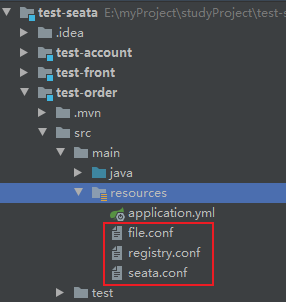 test-seata E:\myProject\studyProject\test-s
.idea
test-account
test-front
test-order
.mvn
src
main
java
resources
application.yml
file.conf
registry.conf
seata.conf
test